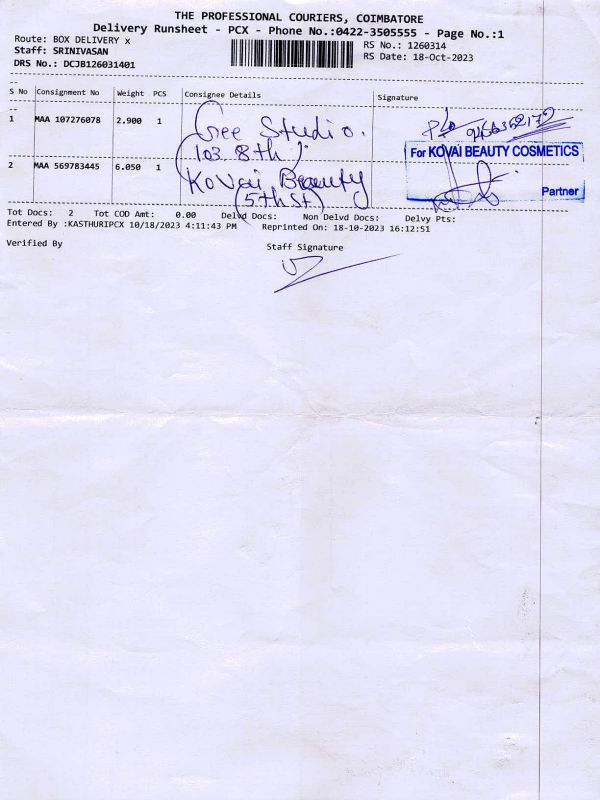 THE PROFESSIONAL COURIERS, COIMBATORE
Delivery Runsheet - PCX - Phone No.:0422-3505555 - Page No.:1
Route: BOX DELIVERY x
RS No.: 1260314
Staff: SRINIVASAN
RS Date: 18-Oct-2023
DRS No.: DCJB126031401
S No Consignment No Weight PCS Consignee Details Signature
1 MAA 107276078 2.900 1 Gee Studio.
(103 8th)
For KOVAI BEAUTY COSMETICS
2 MAA 569783445 6.050 1 Kovai Beauty
(5th St)
Partner
Tot Docs: 2 Tot COD Amt: 0.00 Delvd Docs: Non Delvd Docs: Delvy Pts:
Entered By :KASTHURIPCX 10/18/2023 4:11:43 PM Reprinted On: 18-10-2023 16:12:51
Verified By Staff Signature